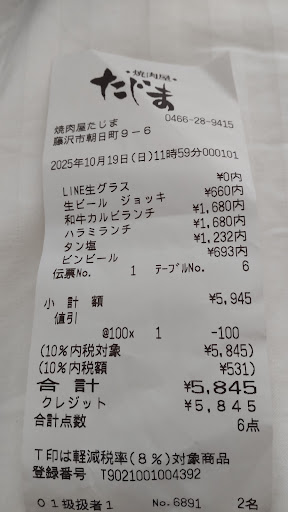 ・焼肉屋・
たじま
0466-28-9415
焼肉屋たじま
藤沢市朝日町9-6
2025年10月19日(日)11時59分000101
LINE生グラス ¥0内
生ビール ジョッキ ¥660内
和牛カルビランチ ¥1,680内
ハラミランチ ¥1,680内
タン塩 ¥1,232内
ビンビール ¥693内
伝票No. 1 テーブルNo. 6
小計額 ¥5,945
値引
@100x 1 -100
(10%内税対象 ¥5,845)
(10%内税額 ¥531)
合計 ¥5,845
クレジット ¥5,845
合計点数 6点
T印は軽減税率(8%)対象商品
登録番号 T9021001004392
01扱扱者1 No.6891 2名